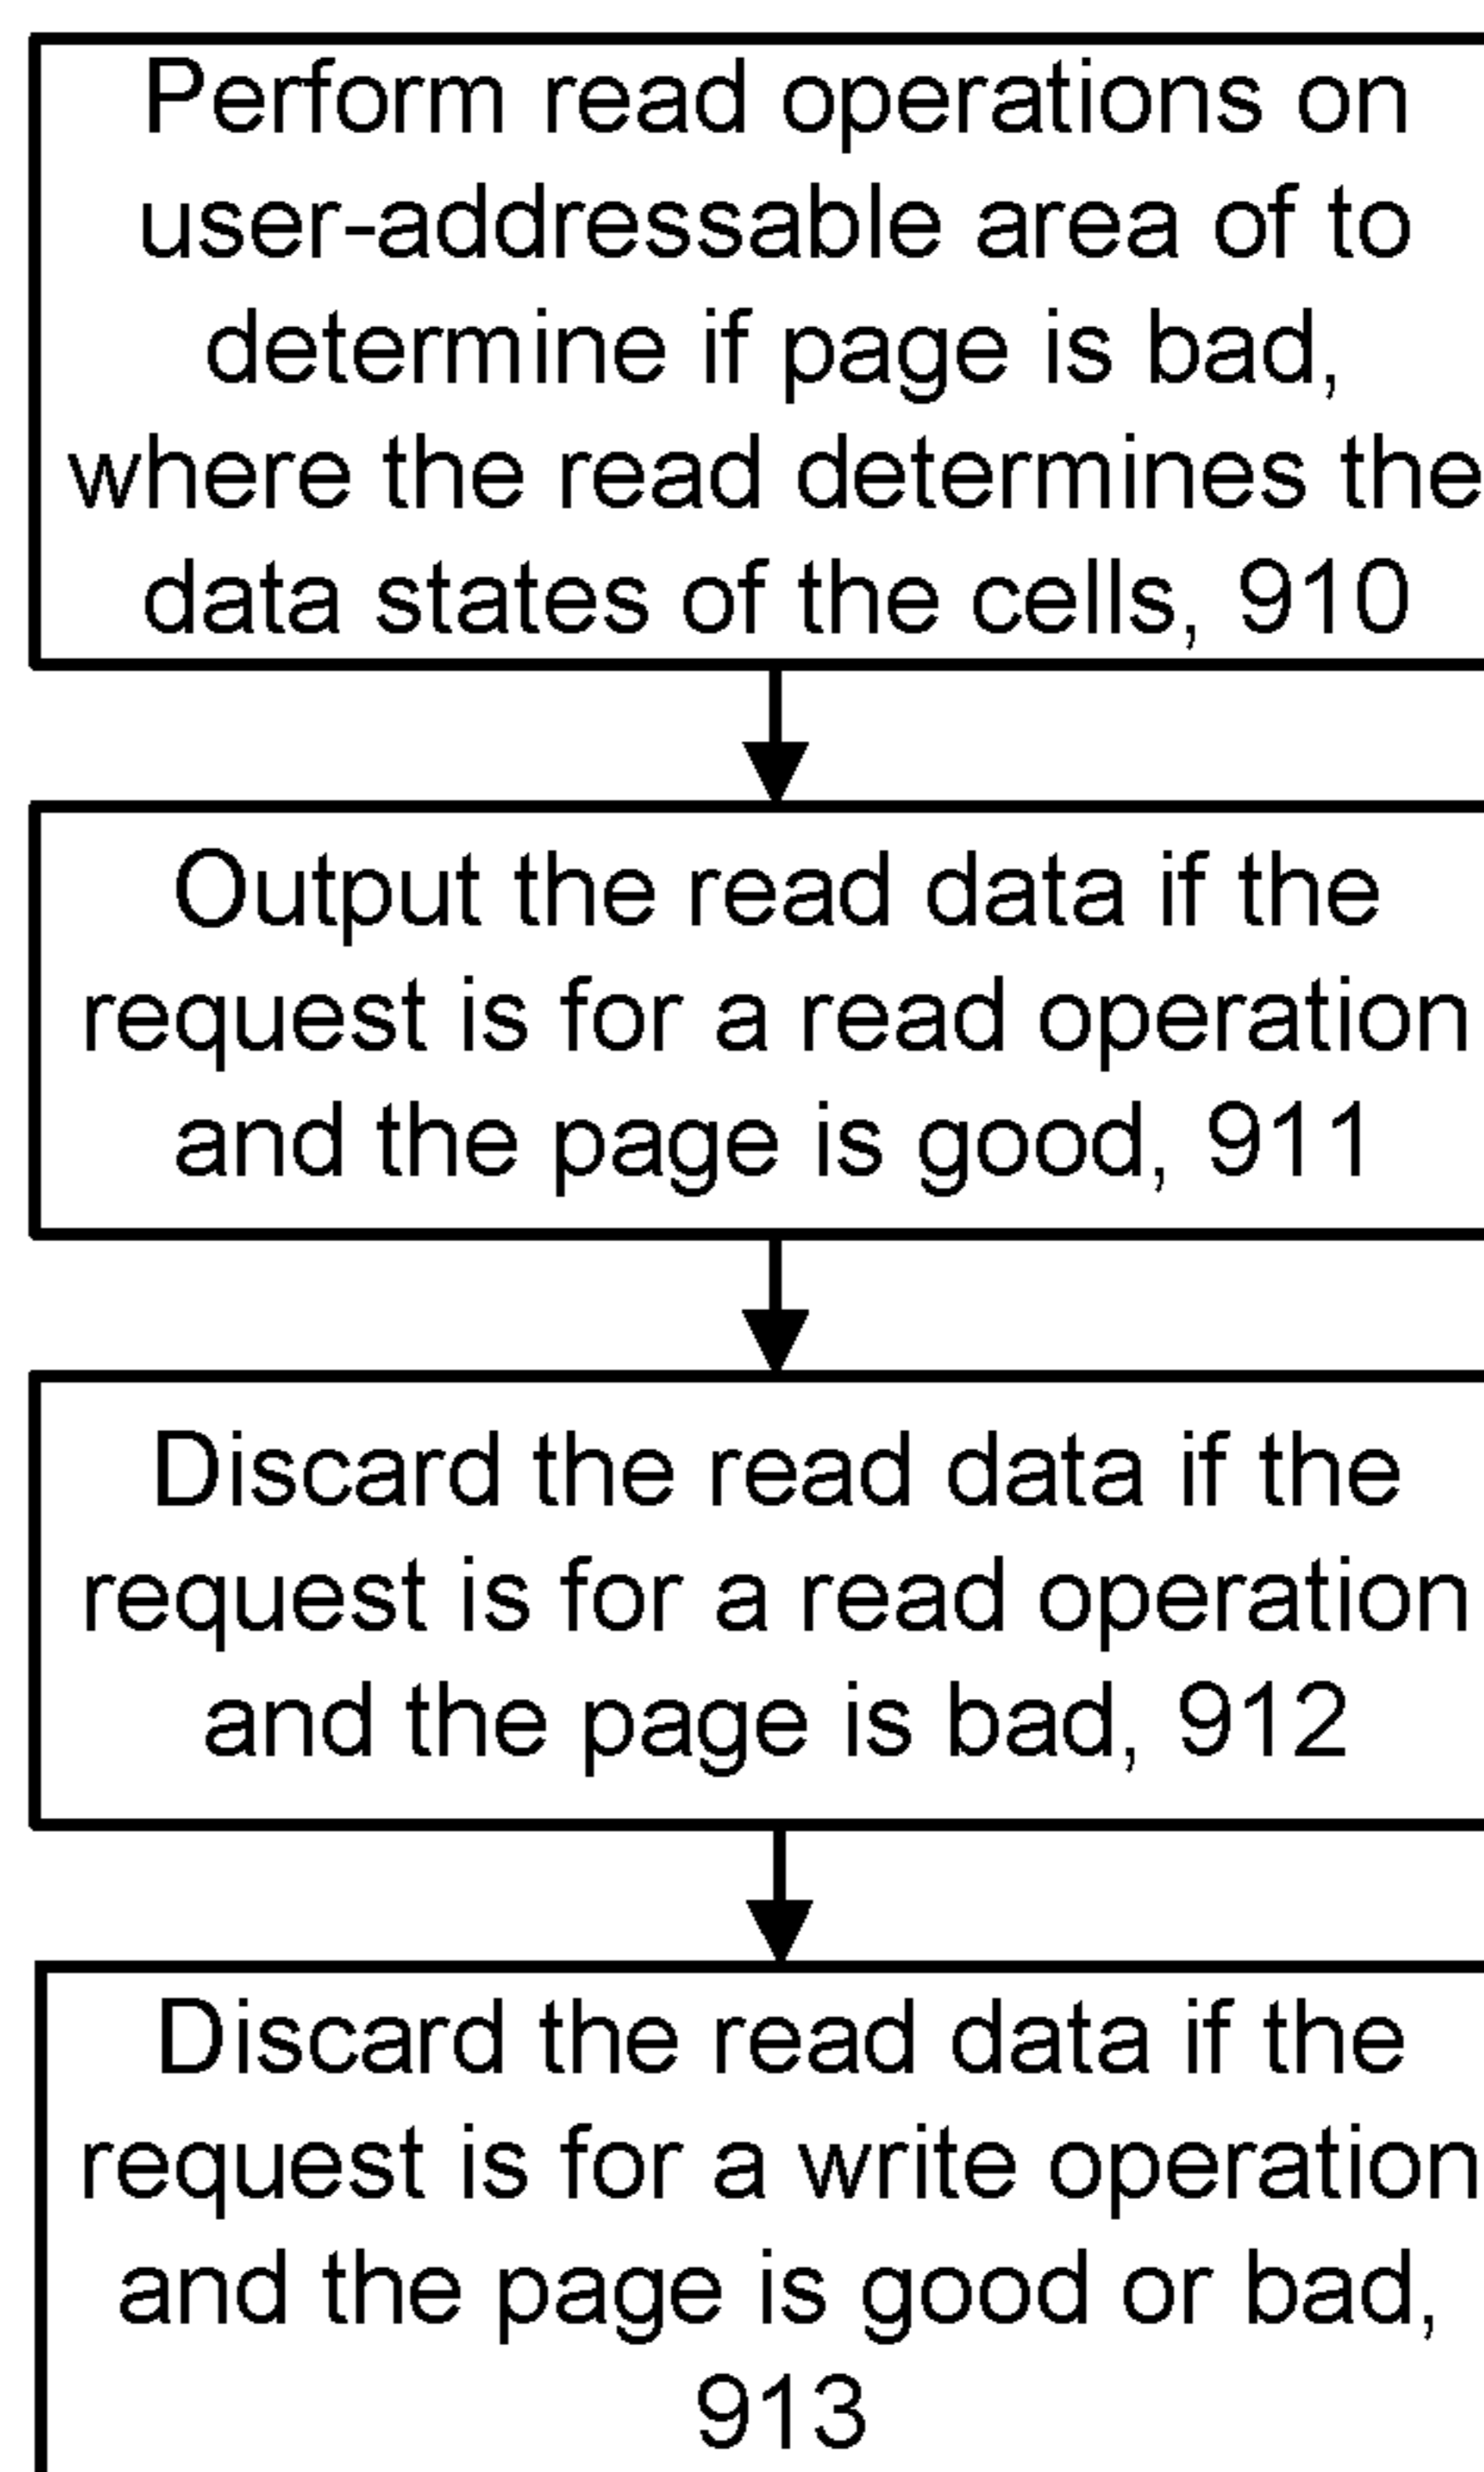 Perform read operations on
user-addressable area of to
determine if page is bad,
where the read determines the
data states of the cells, 910
Output the read data if the
request is for a read operation
and the page is good, 911
Discard the read data if the
request is for a read operation
and the page is bad, 912
Discard the read data if the
request is for a write operation
and the page is good or bad,
913